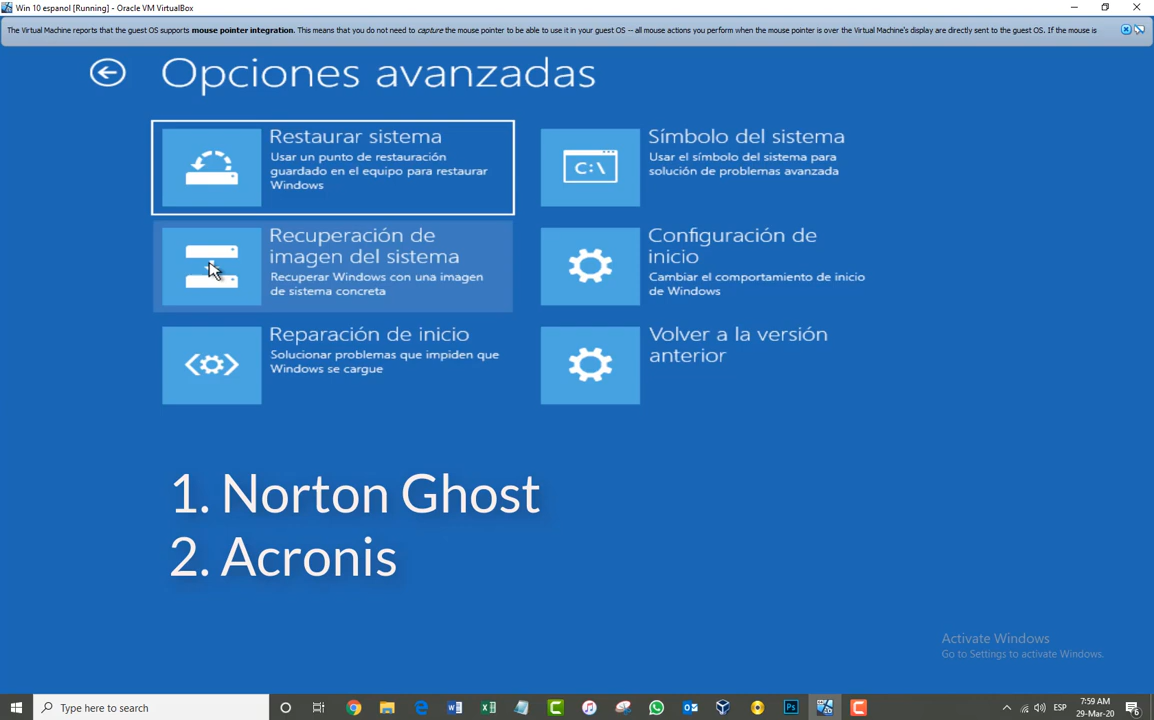 Win 10 espanol [Running] - Oracle VM VirtualBox
The Virtual Machine reports that the guest OS supports mouse pointer integration. This means that you do not need to capture the mouse pointer to be able to use it in your guest OS -- all mouse actions you perform when the mouse pointer is over the Virtual Machine's display are directly sent to the guest OS. If the mouse is
Opciones avanzadas
Restaurar sistema
Usar un punto de restauración
guardado en el equipo para restaurar
Windows
Símbolo del sistema
Usar el símbolo del sistema para
solución de problemas avanzada
C:\
Recuperación de
imagen del sistema
Recuperar Windows con una imagen
de sistema concreta
Configuración de
inicio
Cambiar el comportamiento de inicio
de Windows
Reparación de inicio
Solucionar problemas que impiden que
Windows se cargue
Volver a la versión
anterior
1. Norton Ghost
2. Acronis
Activate Windows
Go to Settings to activate Windows.
Type here to search
ESP
7:59 AM
29-Mar-20
6